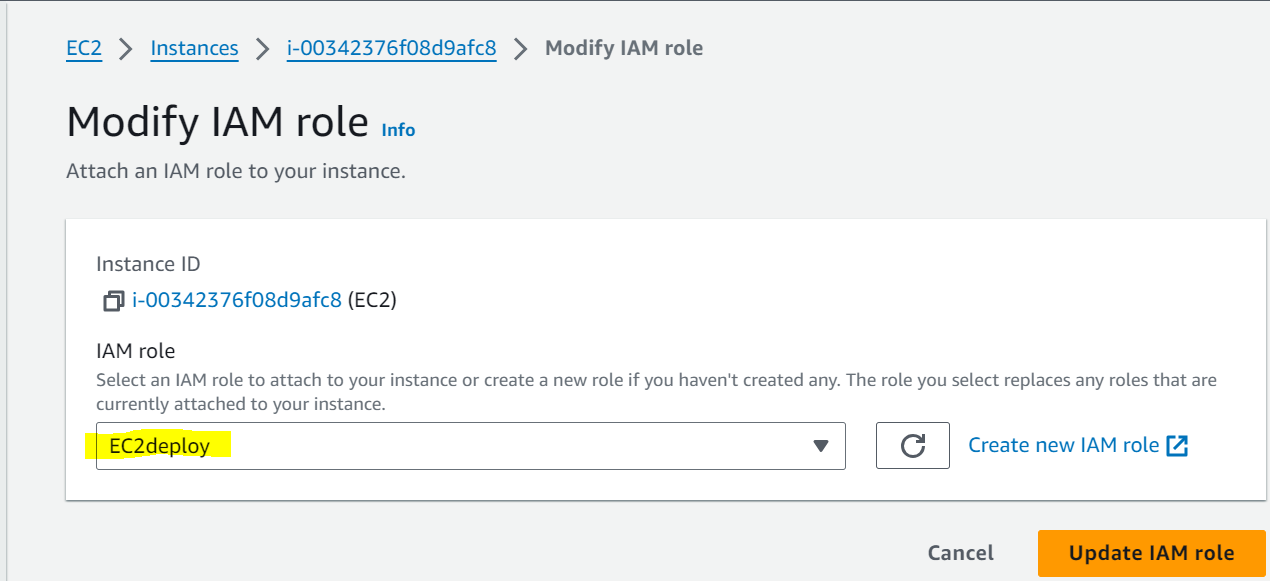 EC2 > Instances > i-00342376f08d9afc8 > Modify IAM role
Modify IAM role Info
Attach an IAM role to your instance.
Instance ID
i-00342376f08d9afc8 (EC2)
IAM role
Select an IAM role to attach to your instance or create a new role if you haven't created any. The role you select replaces any roles that are
currently attached to your instance.
EC2deploy
Create new IAM role
Cancel
Update IAM role